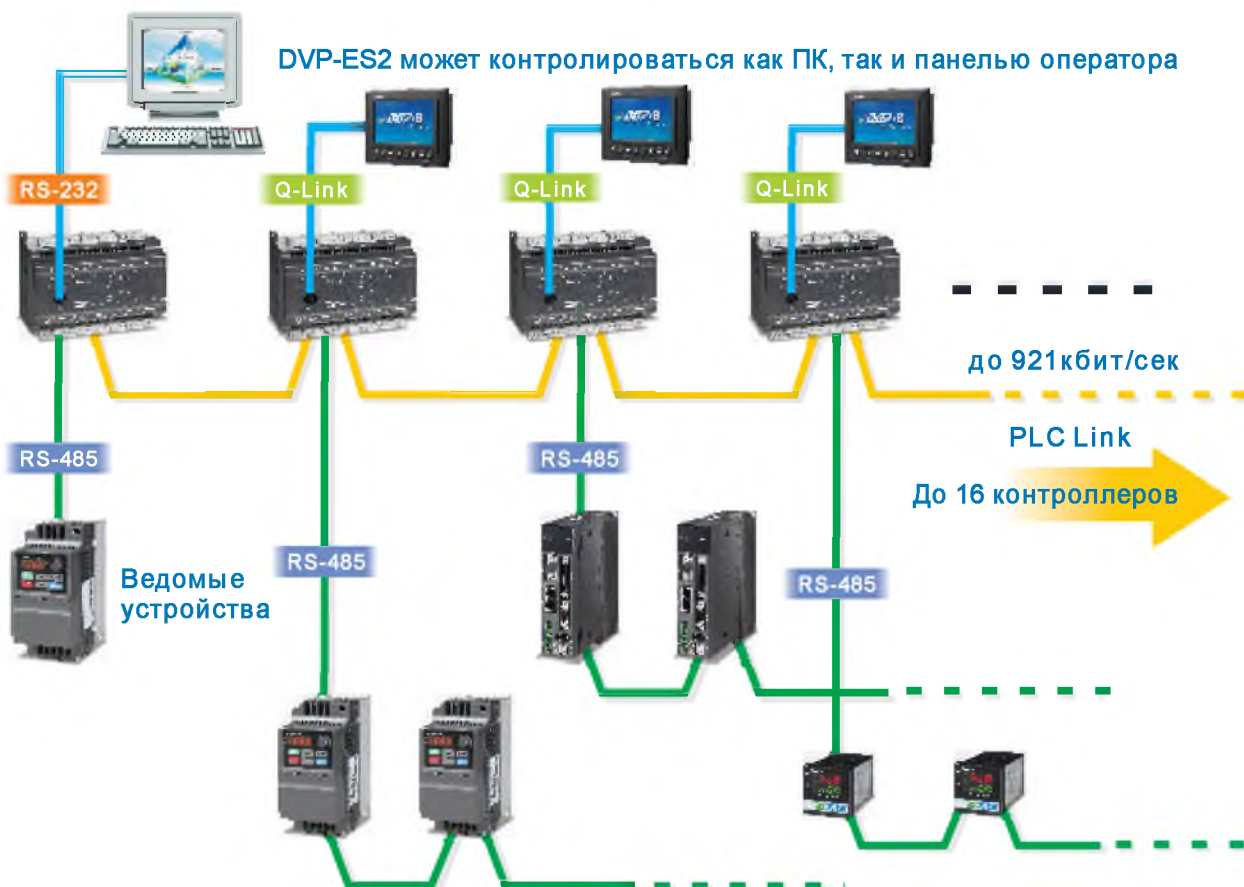 DVP-ES2 может контролироваться как ПК, так и панелью оператора
RS-232
Q-Link
Q-Link
Q-Link
до 921кбит/сек
PLC Link
До 16 контроллеров
RS-485
RS-485
RS-485
RS-485
Ведомые
устройства